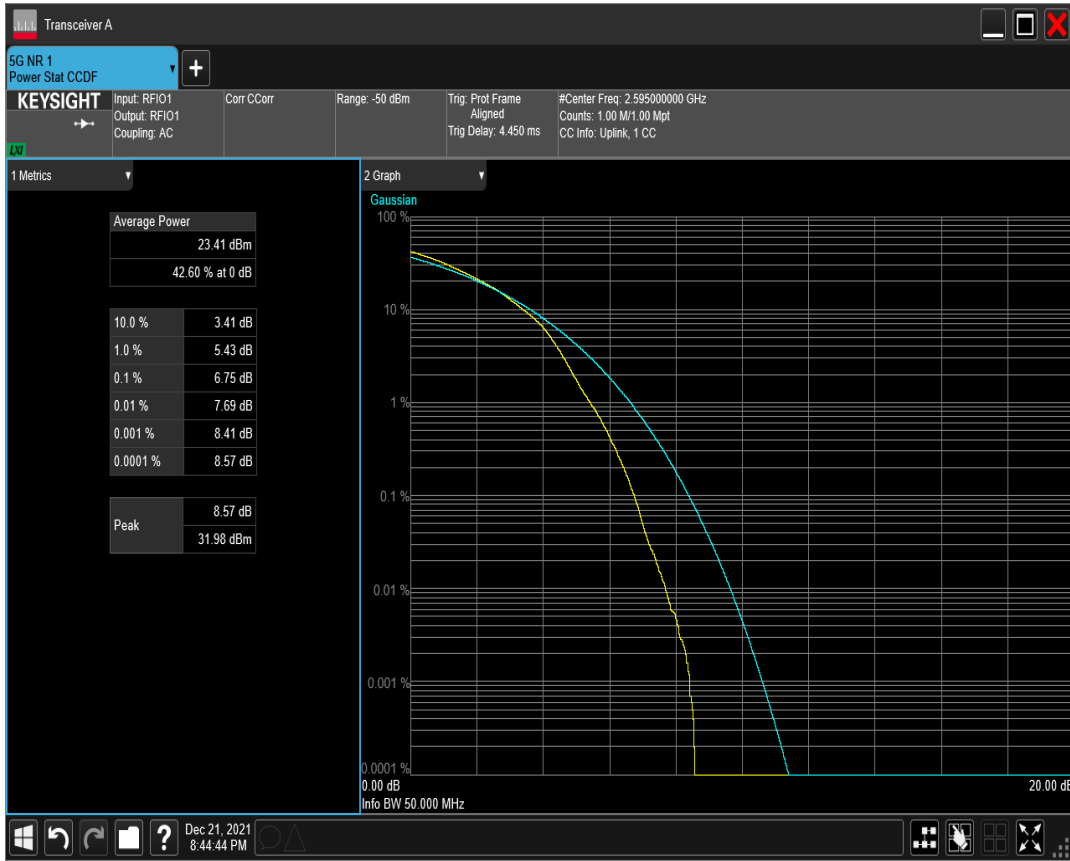 Transceiver A
5G NR 1
Power Stat CCDF
+
KEYSIGHT
LXI
Input: RFIO1
Output: RFIO1
Coupling: AC
Corr CCorr
Range: -50 dBm
Trig: Prot Frame
Aligned
Trig Delay: 4.450 ms
#Center Freq: 2.595000000 GHz
Counts: 1.00 M/1.00 Mpt
CC Info: Uplink, 1 CC
1 Metrics
Average Power
23.41 dBm
42.60 % at 0 dB
10.0 % 3.41 dB
1.0 % 5.43 dB
0.1 % 6.75 dB
0.01 % 7.69 dB
0.001 % 8.41 dB
0.0001 % 8.57 dB
Peak
8.57 dB
31.98 dBm
2 Graph
Gaussian
100 %
10 %
1 %
0.1 %
0.01 %
0.001 %
0.0001 %
0.00 dB 20.00 dB
Info BW 50.000 MHz
?
Dec 21, 2021
8:44:44 PM